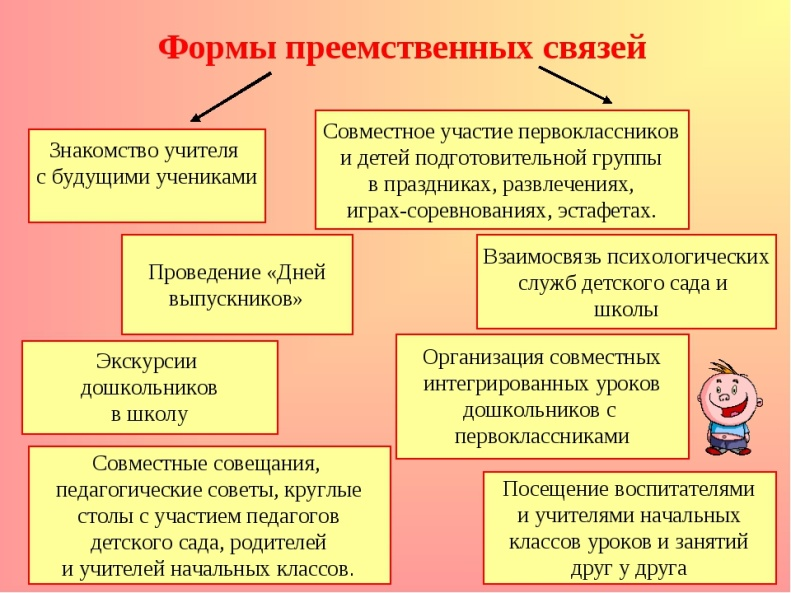 Формы преемственных связей
Знакомство учителя
с будущими учениками
Совместное участие первоклассников
и детей подготовительной группы
в праздниках, развлечениях,
играх-соревнованиях, эстафетах.
Проведение «Дней
выпускников»
Взаимосвязь психологических
служб детского сада и
школы
Экскурсии
дошкольников
в школу
Организация совместных
интегрированных уроков
дошкольников с
первоклассниками
Совместные совещания,
педагогические советы, круглые
столы с участием педагогов
детского сада, родителей
и учителей начальных классов.
Посещение воспитателями
и учителями начальных
классов уроков и занятий
друг у друга